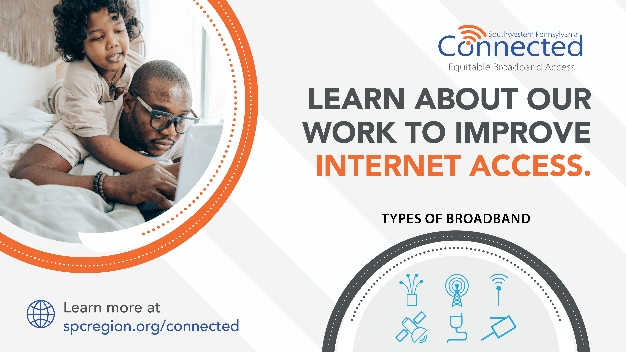 Southwestern Pennsylvania
Connected
Equitable Broadband Access
LEARN ABOUT OUR
WORK TO IMPROVE
INTERNET ACCESS.
TYPES OF BROADBAND
Learn more at
spcregion.org/connected